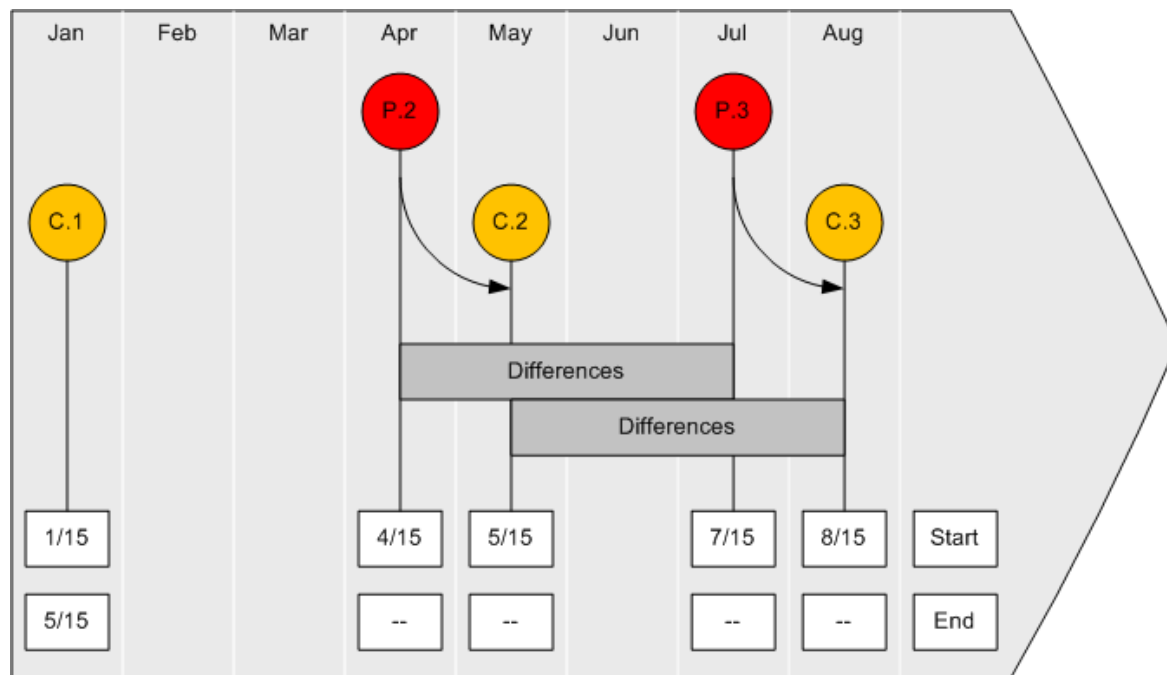 Jan Feb Mar Apr May Jun Jul Aug
P.2 P.3
C.1 C.2 C.3
Differences
Differences
1/15 4/15 5/15 7/15 8/15 Start
5/15 -- -- -- -- End